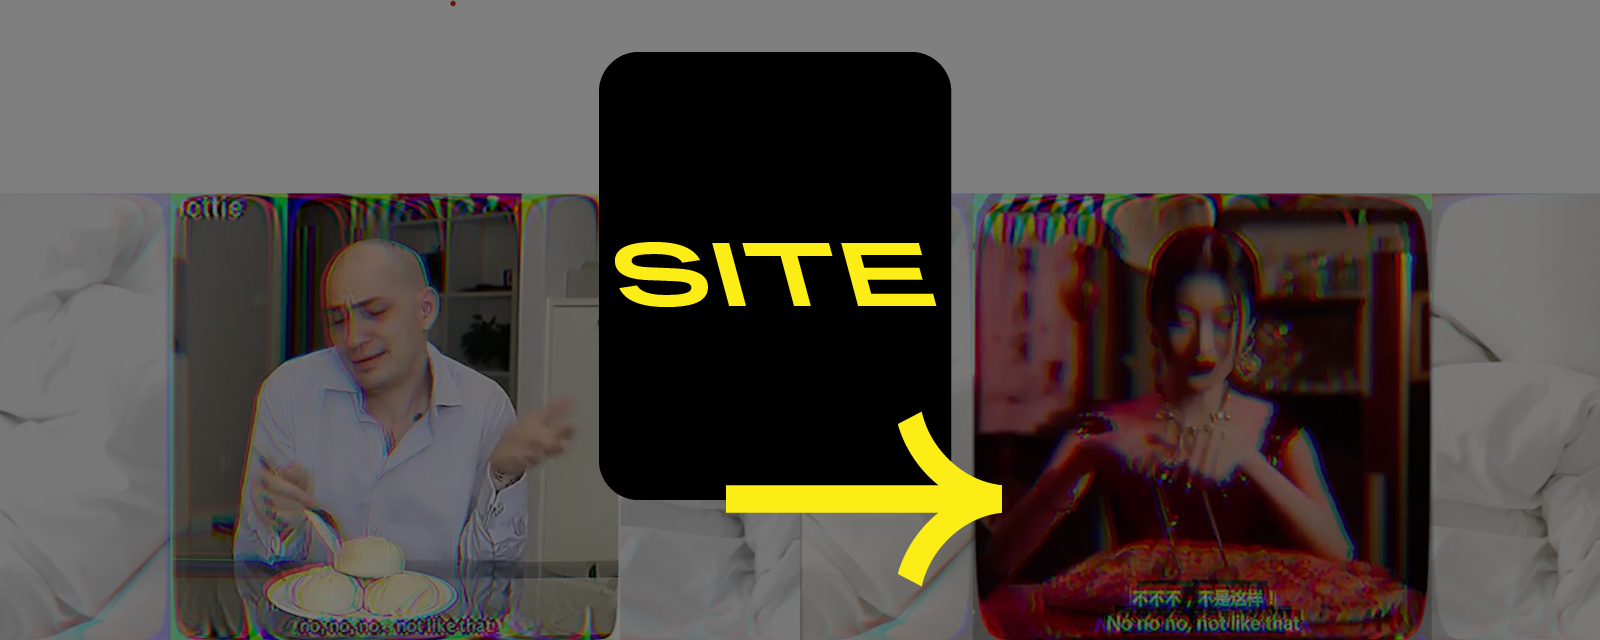 SITE
no, no, no... not like that
不不不，不是这样！
No no no, not like that